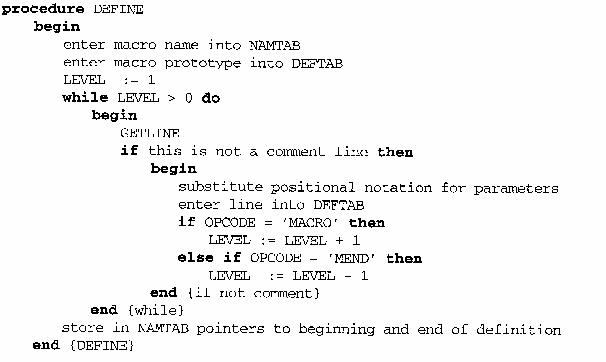 procedure DEFINE
begin
enter macro name into NAMTAB
enter macro prototype into DEFTAB
LEVEL := 1
while LEVEL > 0 do
begin
GETLINE
if this is not a comment line then
begin
substitute positional notation for parameters
enter line into DEFTAB
if OPCODE = 'MACRO' then
LEVEL := LEVEL + 1
else if OPCODE = 'MEND' then
LEVEL := LEVEL - 1
end {if not comment}
end {while}
store in NAMTAB pointers to beginning and end of definition
end {DEFINE}